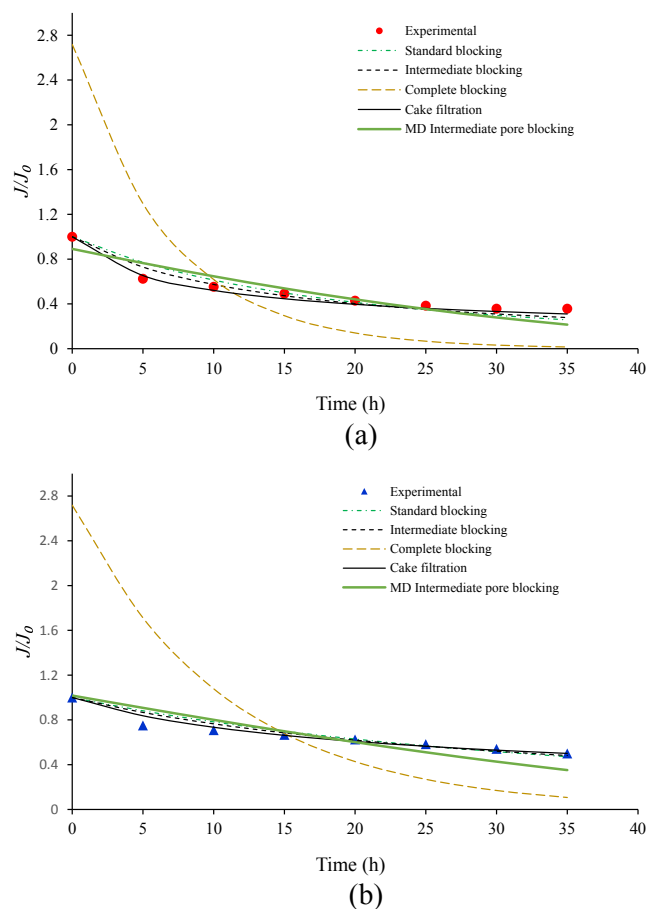 2.8
2.4
2
1.6
1.2
0.8
0.4
0
J/J0
Experimental
Standard blocking
Intermediate blocking
Complete blocking
Cake filtration
MD Intermediate pore blocking
0 5 10 15 20 25 30 35 40
Time (h)
(a)
2.8
2.4
2
1.6
1.2
0.8
0.4
0
J/J0
Experimental
Standard blocking
Intermediate blocking
Complete blocking
Cake filtration
MD Intermediate pore blocking
0 5 10 15 20 25 30 35 40
Time (h)
(b)